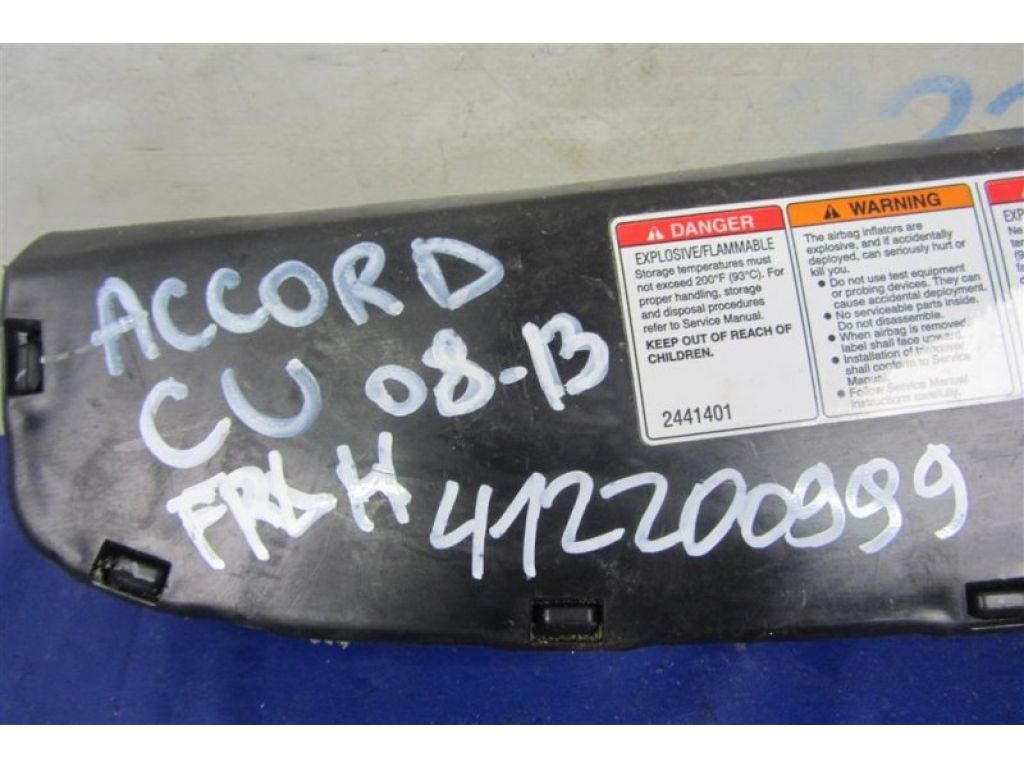 ACCORD
CU 08-13
FRLH 412200999
DANGER
EXPLOSIVE/FLAMMABLE
Storage temperatures must
not exceed 200°F (93°C). For
proper handling, storage
and disposal procedures
refer to Service Manual.
KEEP OUT OF REACH OF
CHILDREN.
2441401
WARNING
The airbag inflators are
explosive, and if accidentally
deployed, can seriously hurt or
kill you.
• Do not use test equipment
or probing devices. They can
cause accidental deployment.
• No serviceable parts inside.
Do not disassemble.
• When airbag is removed,
label shall face upward.
• Installation of
shall conform to Service
Manual.
• Follow Service Manual
instructions carefully.